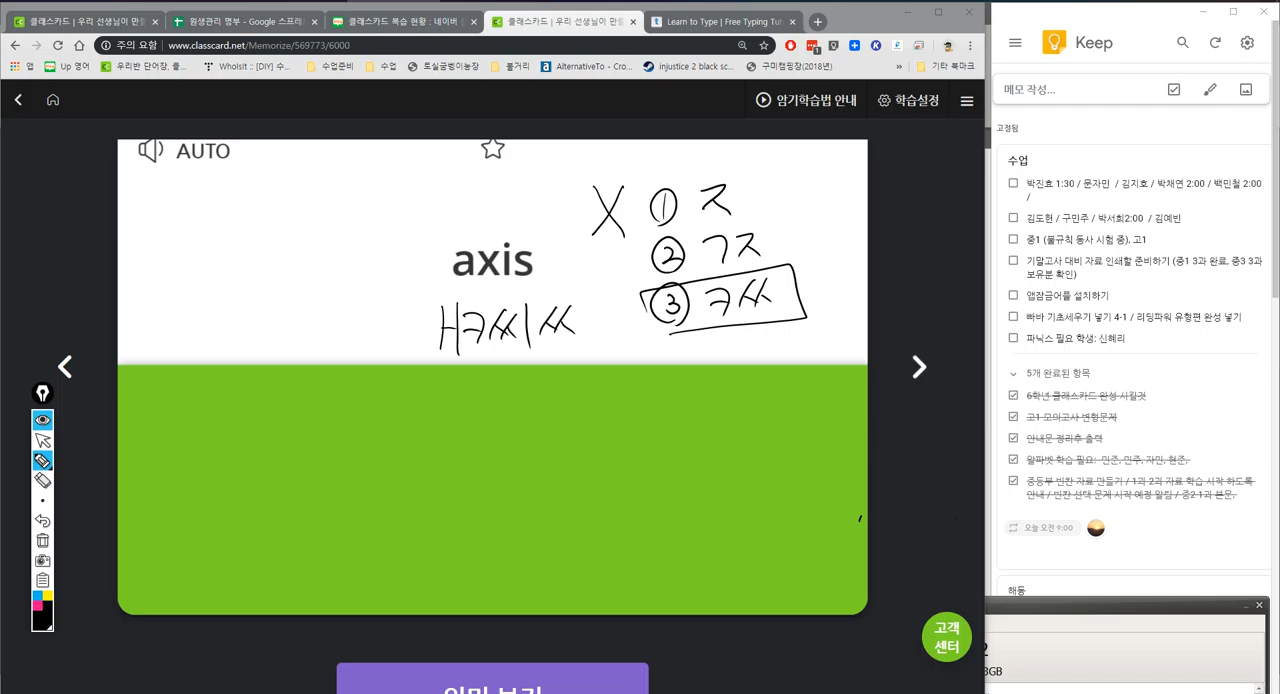 클래스카드 | 우리 선생님이 만들
원생관리 명부 - Google 스프레
클래스카드 복습 현황 : 네이버
클래스카드 | 우리 선생님이 만들
Learn to Type | Free Typing Tut
주의 요함 www.classcard.net/Memorize/569773/6000
앱 Up 영어 우리반 단어장, 플... WhoisIt :: [DIY] 수... 수업준비 수업 토실궁벵이농장 볼거리 AlternativeTo - Cro... injustice 2 black sc... 구미캠핑장(2018년) » 기타 북마크
암기학습법 안내 학습설정
AUTO
axis
X ① ㅈ
② ㄱㅈ
③ ㅋㅆ
ㅐㅋㅆㅣㅆ
고객
센터
의미 보기
Keep
메모 작성...
고정됨
수업
박진효 1:30 / 문자민 / 김지호 / 박채연 2:00 / 백민철 2:00
/
김도현 / 구민주 / 박서희2:00 / 김예빈
중1 (불규칙 동사 시험 중), 고1
기말고사 대비 자료 인쇄할 준비하기 (중1 3과 완료, 중3 3과
보유분 확인)
앱잠금어플 설치하기
빠바 기초세우기 넣기 4-1 / 리딩파워 유형편 완성 넣기
파닉스 필요 학생: 신혜리
5개 완료된 항목
6학년 클래스카드 완성 시킬것
고1 모의고사 변형문제
안내문 정리후 출력
알파벳 학습 필요: 민준, 민주, 자민, 현준,
중등부 빈칸 자료 만들기 / 1과 2과 자료 학습 시작 하도록
안내 / 빈칸 선택 문제 시작 예정 알림 / 중2 1과 본문,
오늘 오전 9:00
해동
2
3GB